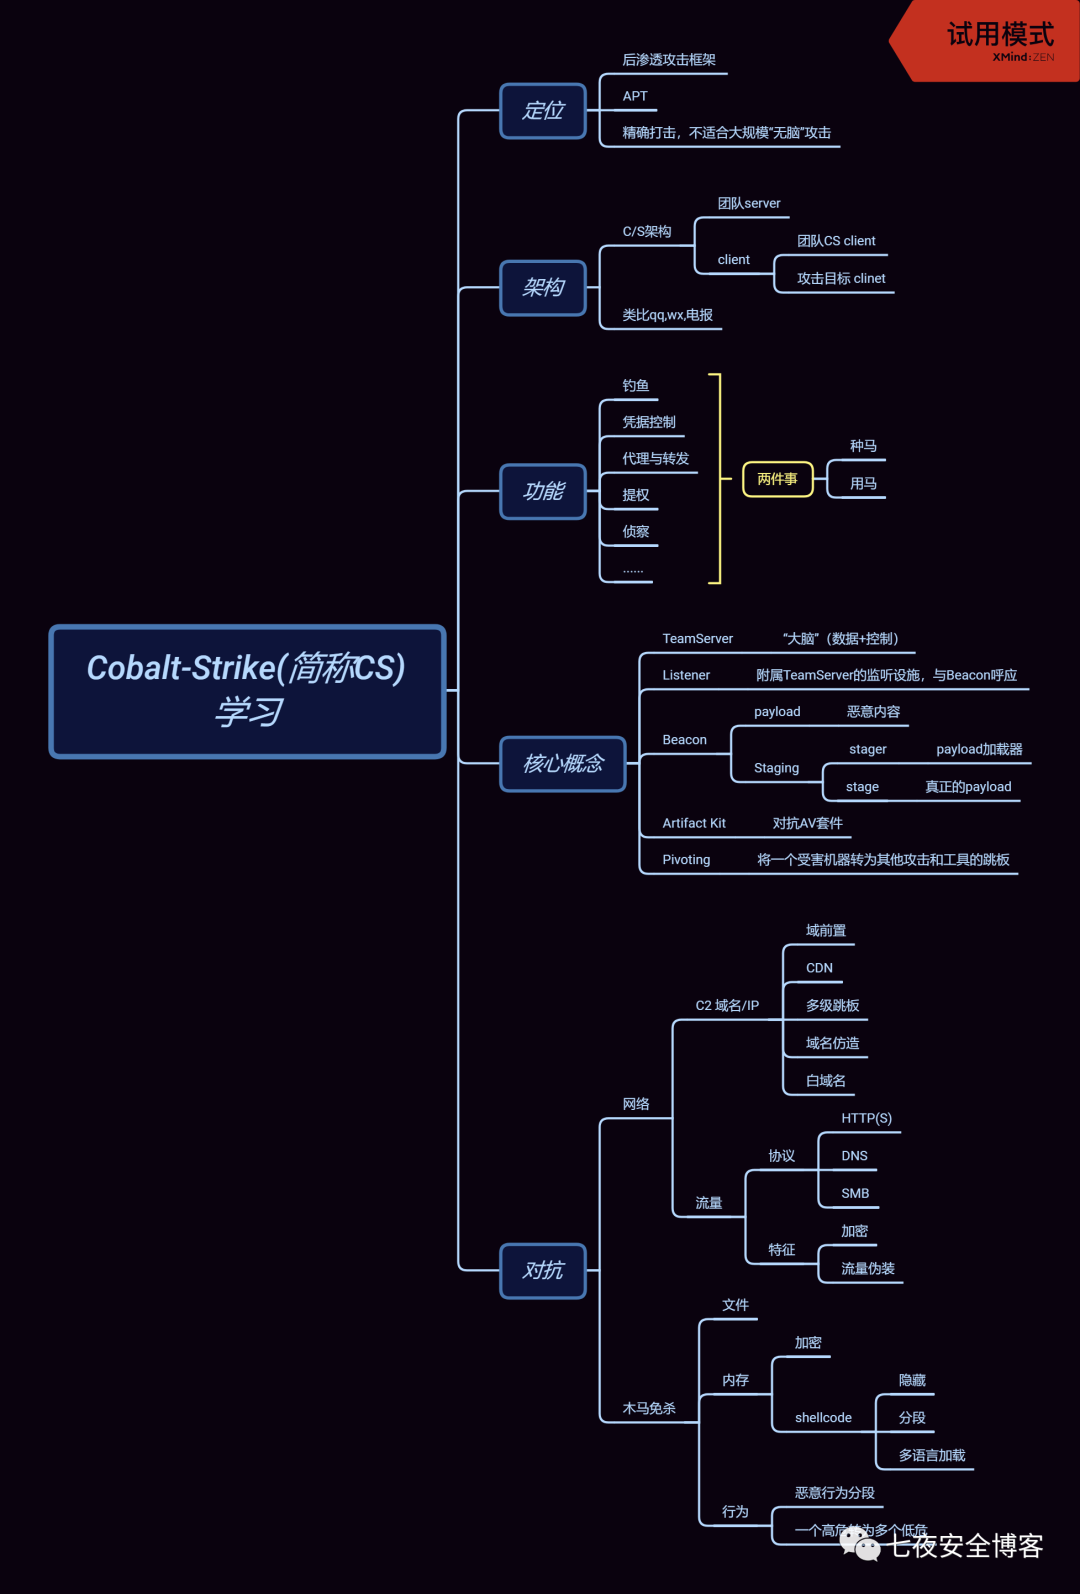 试用模式
XMind:ZEN
Cobalt-Strike(简称CS)
学习
定位
后渗透攻击框架
APT
精确打击，不适合大规模“无脑”攻击
架构
C/S架构
团队server
client
团队CS client
攻击目标 clinet
类比qq,wx,电报
功能
钓鱼
凭据控制
代理与转发
提权
侦察
......
两件事
种马
用马
核心概念
TeamServer “大脑”（数据+控制）
Listener 附属TeamServer的监听设施，与Beacon呼应
Beacon
payload 恶意内容
Staging
stager payload加载器
stage 真正的payload
Artifact Kit 对抗AV套件
Pivoting 将一个受害机器转为其他攻击和工具的跳板
对抗
网络
C2 域名/IP
域前置
CDN
多级跳板
域名仿造
白域名
流量
协议
HTTP(S)
DNS
SMB
特征
加密
流量伪装
木马免杀
文件
内存
加密
shellcode
隐藏
分段
多语言加载
行为
恶意行为分段
一个高危转为多个低危
七夜安全博客